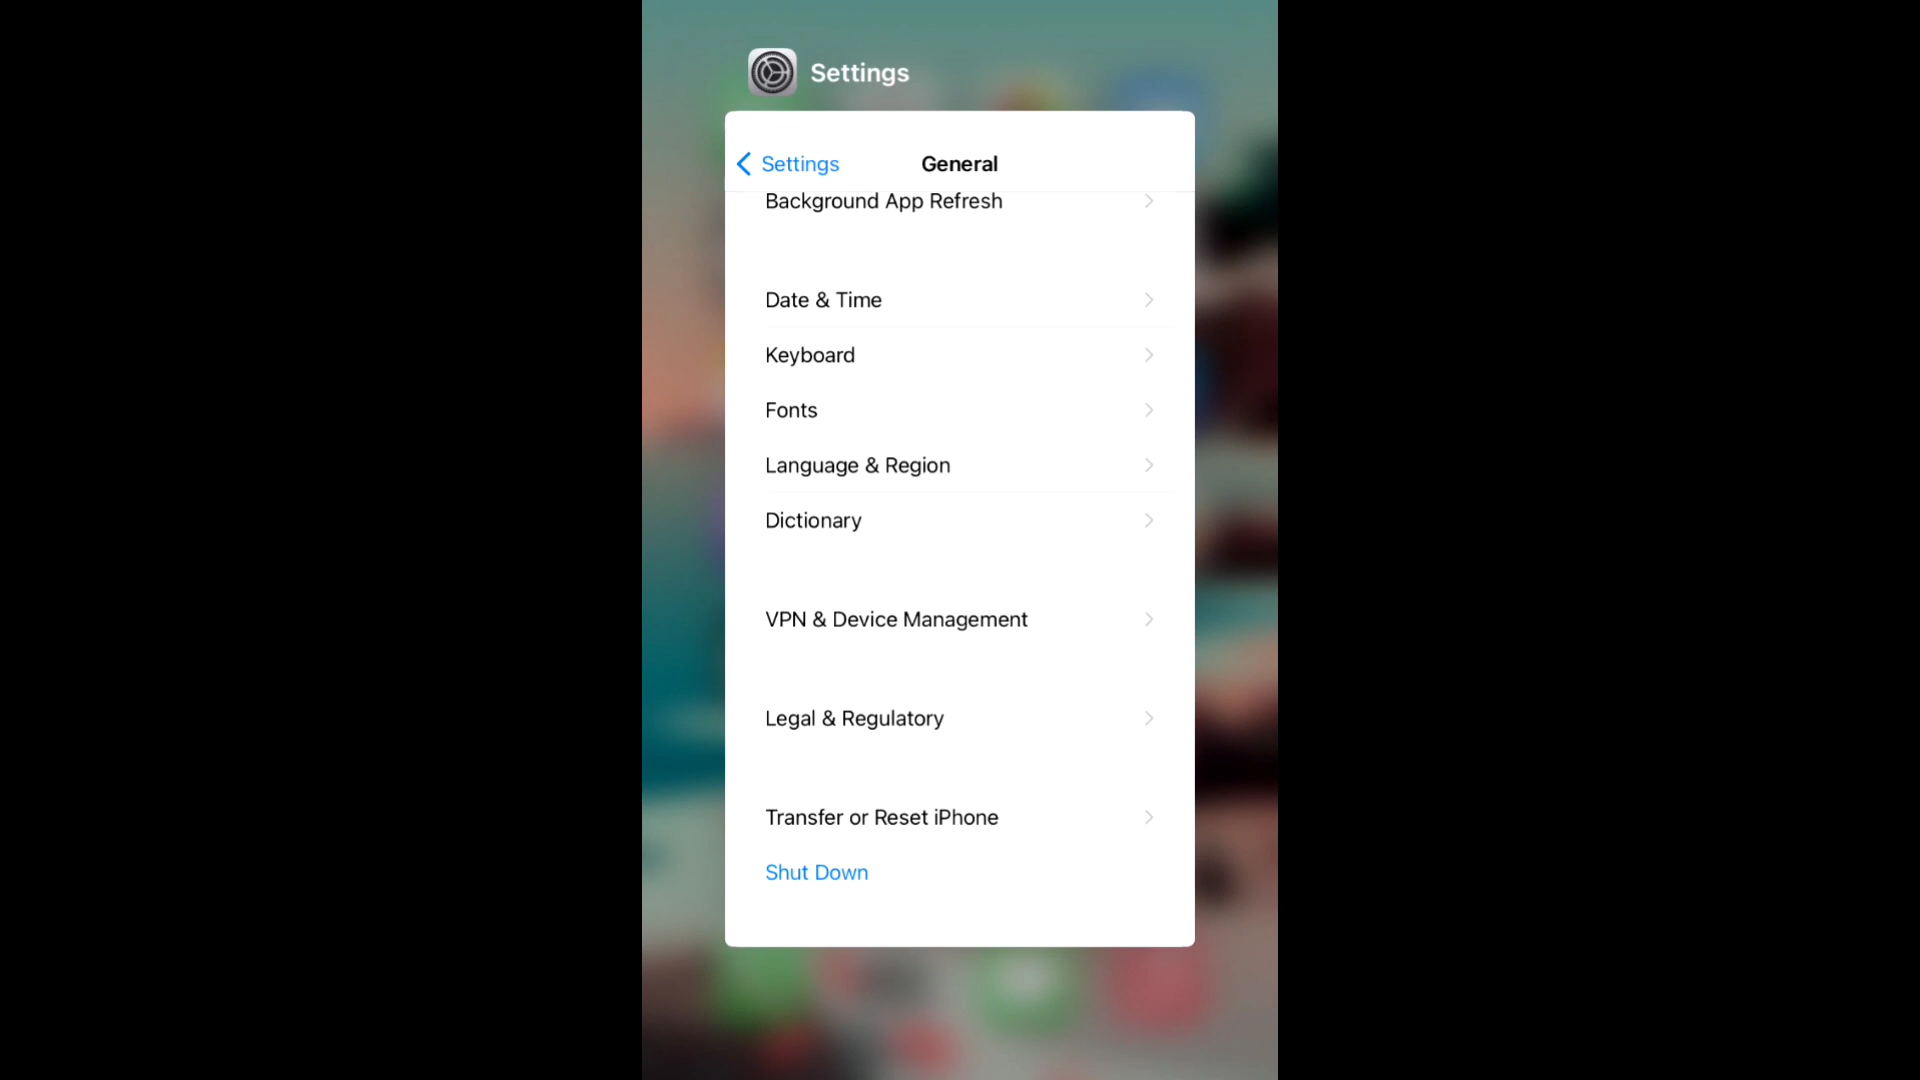 Settings
Settings
General
Background App Refresh
Date & Time
Keyboard
Fonts
Language & Region
Dictionary
VPN & Device Management
Legal & Regulatory
Transfer or Reset iPhone
Shut Down